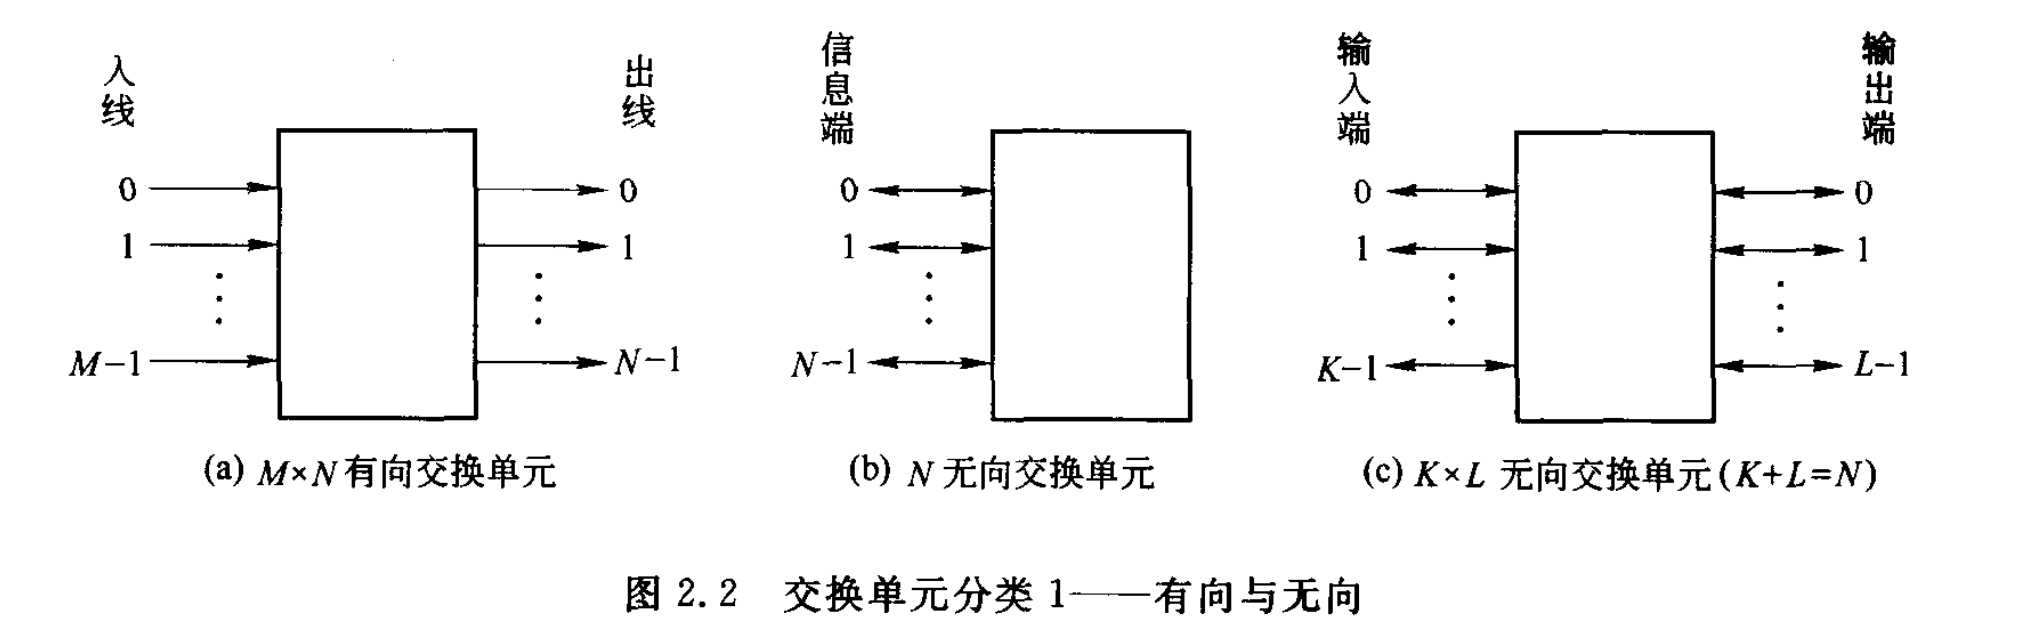 入线
出线
0
0
1
1
M−1
N−1
(a) M×N 有向交换单元
信息端
0
1
N−1
(b) N 无向交换单元
输入端
输出端
0
0
1
1
K−1
L−1
(c) K×L 无向交换单元(K+L=N)
图 2.2 交换单元分类 1——有向与无向